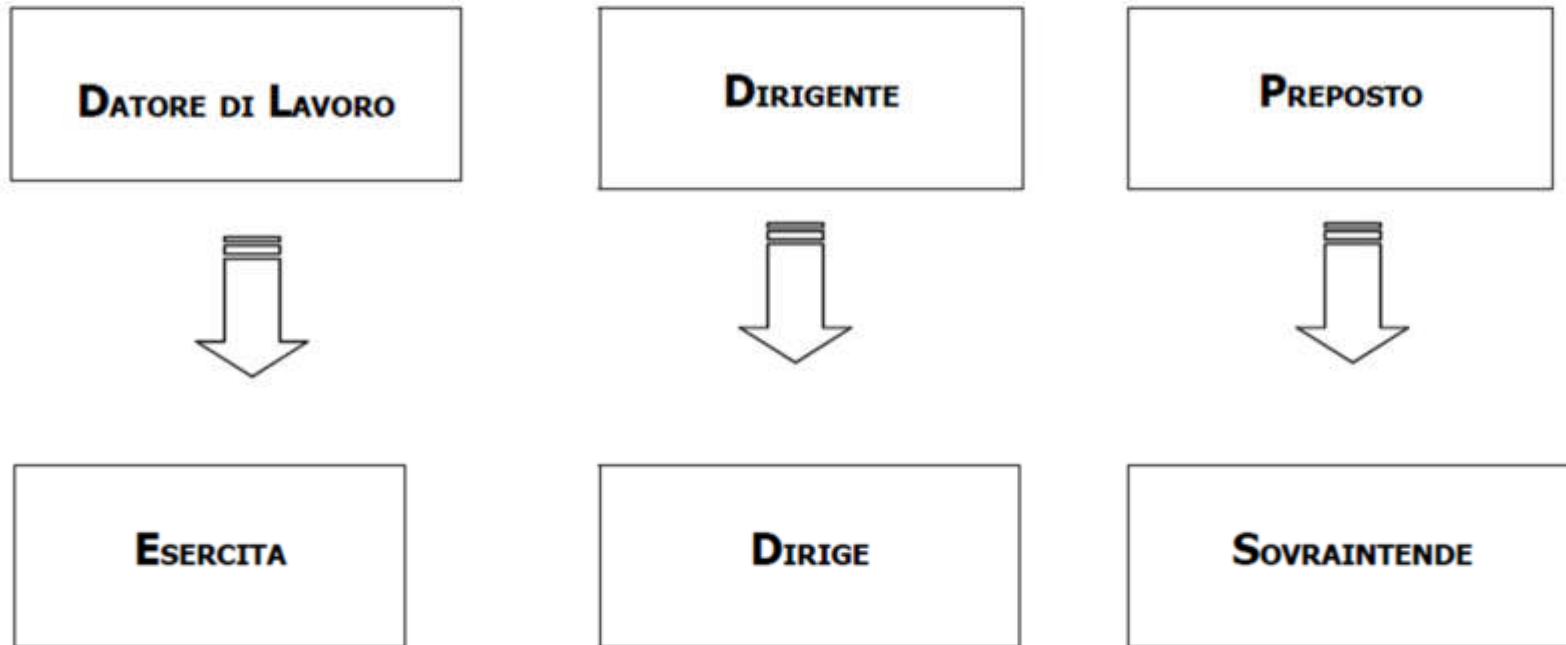 DATORE DI LAVORO
DIRIGENTE
PREPOSTO
ESERCITA
DIRIGE
SOVRAINTENDE